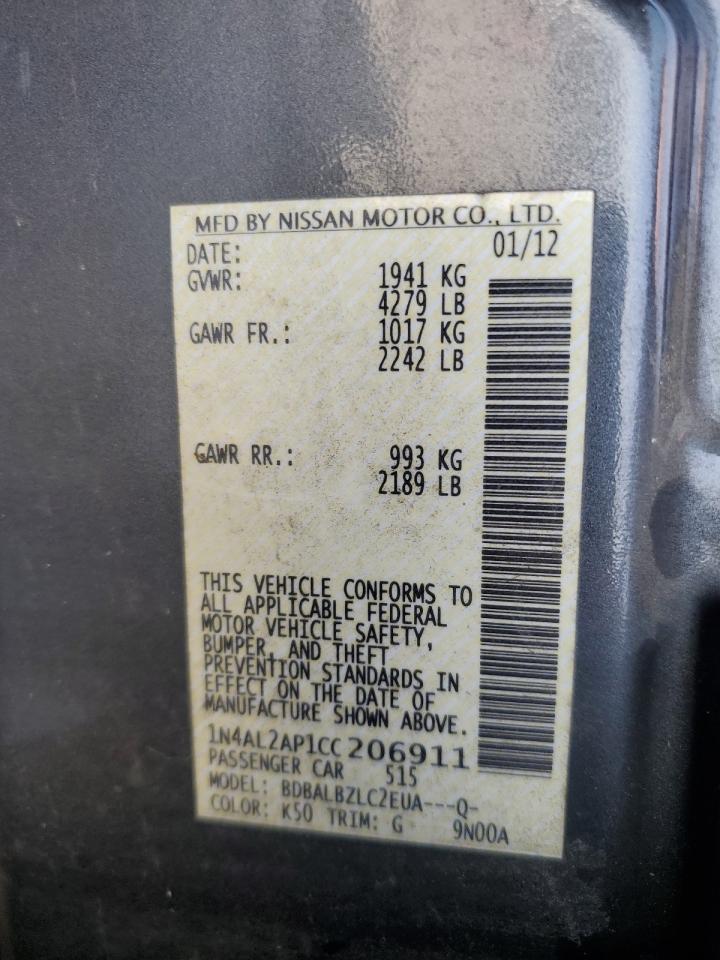 MFD BY NISSAN MOTOR CO., LTD.
DATE: 01/12
GVWR: 1941 KG
4279 LB
GAWR FR.: 1017 KG
2242 LB
GAWR RR.: 993 KG
2189 LB
THIS VEHICLE CONFORMS TO
ALL APPLICABLE FEDERAL
MOTOR VEHICLE SAFETY,
BUMPER, AND THEFT
PREVENTION STANDARDS IN
EFFECT ON THE DATE OF
MANUFACTURE SHOWN ABOVE.
1N4AL2AP1CC206911
PASSENGER CAR 515
MODEL: BDBALBZLC2EUA---Q-
COLOR: K50 TRIM: G 9N00A